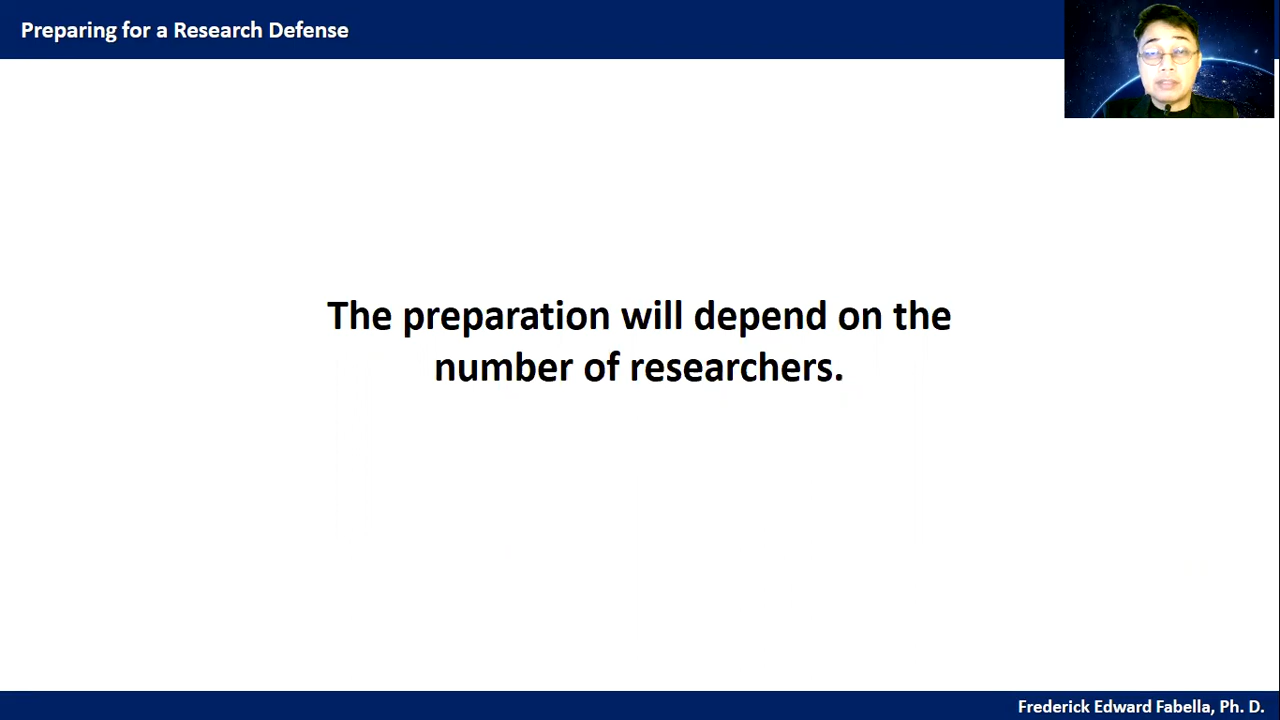 Preparing for a Research Defense
The preparation will depend on the
number of researchers.
Frederick Edward Fabella, Ph. D.